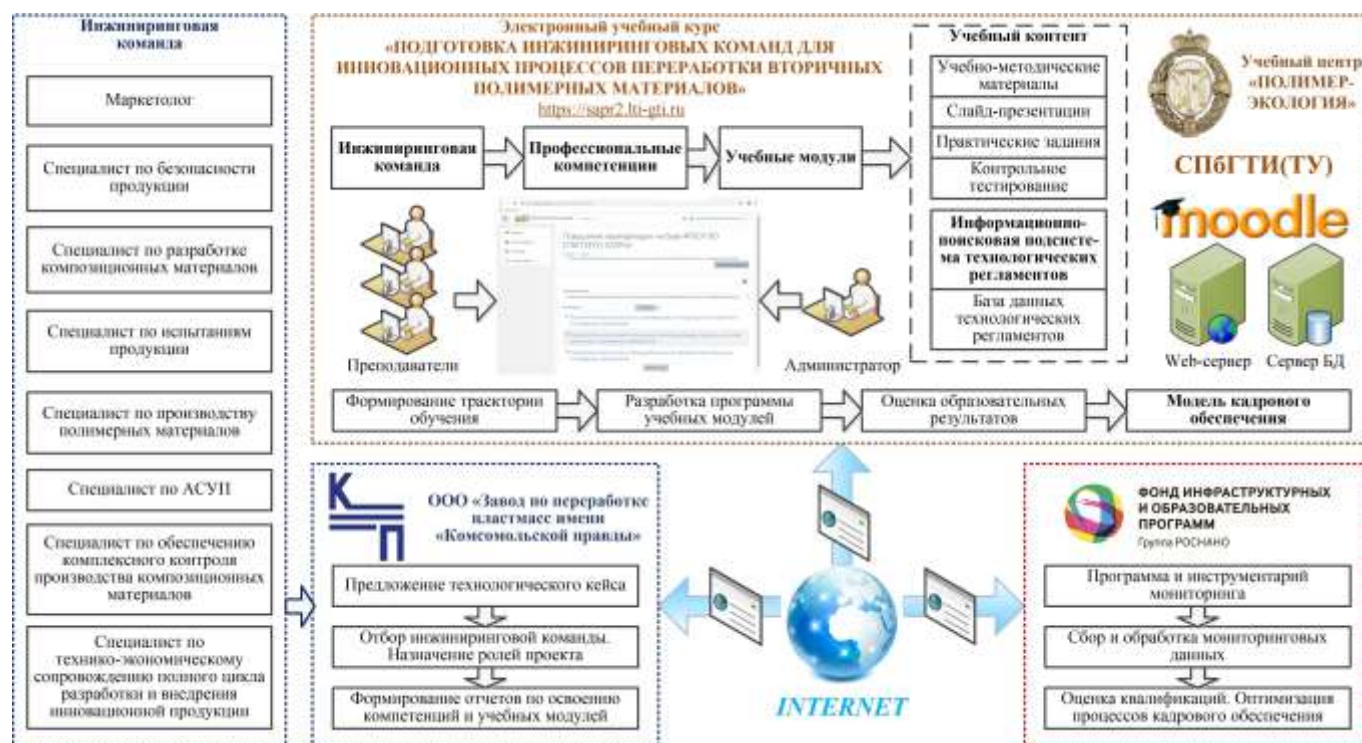 Инжиниринговая
команда
Маркетолог
Специалист по безопасности
продукции
Специалист по разработке
композиционных материалов
Специалист по испытаниям
продукции
Специалист по производству
полимерных материалов
Специалист по АСУП
Специалист по обеспечению
комплексного контроля
производства композиционных
материалов
Специалист по
технико-экономическому
сопровождению полного цикла
разработки и внедрения
инновационной продукции
Электронный учебный курс
«ПОДГОТОВКА ИНЖИНИРИНГОВЫХ КОМАНД ДЛЯ
ИННОВАЦИОННЫХ ПРОЦЕССОВ ПЕРЕРАБОТКИ ВТОРИЧНЫХ
ПОЛИМЕРНЫХ МАТЕРИАЛОВ»
https://sapr2.lti-gti.ru
Инжиниринговая
команда
Профессиональные
компетенции
Учебные модули
Преподаватели
Администратор
Учебный контент
Учебно-методические
материалы
Слайд-презентации
Практические задания
Контрольное
тестирование
Информационно-
поисковая подсисте-
ма технологических
регламентов
База данных
технологических
регламентов
Учебный центр
«ПОЛИМЕР-
ЭКОЛОГИЯ»
СПбГТИ(ТУ)
moodle
Web-сервер
Сервер БД
Формирование траектории
обучения
Разработка программы
учебных модулей
Оценка образовательных
результатов
Модель кадрового
обеспечения
КП
ООО «Завод по переработке
пластмасс имени
«Комсомольской правды»
Предложение технологического кейса
Отбор инжиниринговой команды.
Назначение ролей проекта
Формирование отчетов по освоению
компетенций и учебных модулей
INTERNET
ФОНД ИНФРАСТРУКТУРНЫХ
И ОБРАЗОВАТЕЛЬНЫХ
ПРОГРАММ
Группа РОСНАНО
Программа и инструментарий
мониторинга
Сбор и обработка мониторинговых
данных
Оценка квалификаций. Оптимизация
процессов кадрового обеспечения